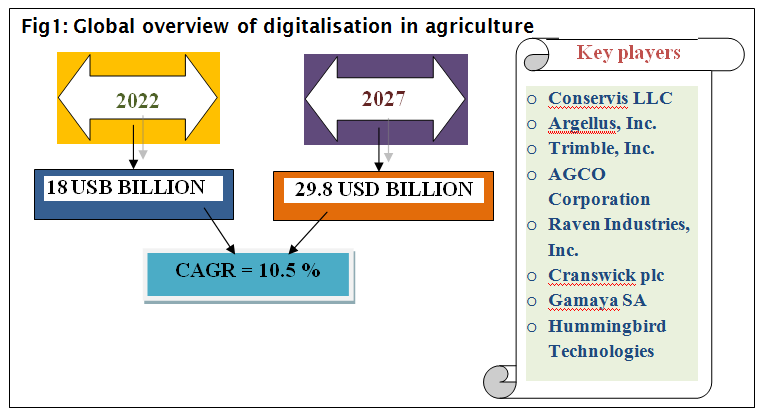 Fig1: Global overview of digitalisation in agriculture
2022
2027
18 USB BILLION
29.8 USD BILLION
CAGR = 10.5 %
Key players
o Conservis LLC
o Argellus, Inc.
o Trimble, Inc.
o AGCO
Corporation
o Raven Industries,
Inc.
o Cranswick plc
o Gamaya SA
o Hummingbird
Technologies